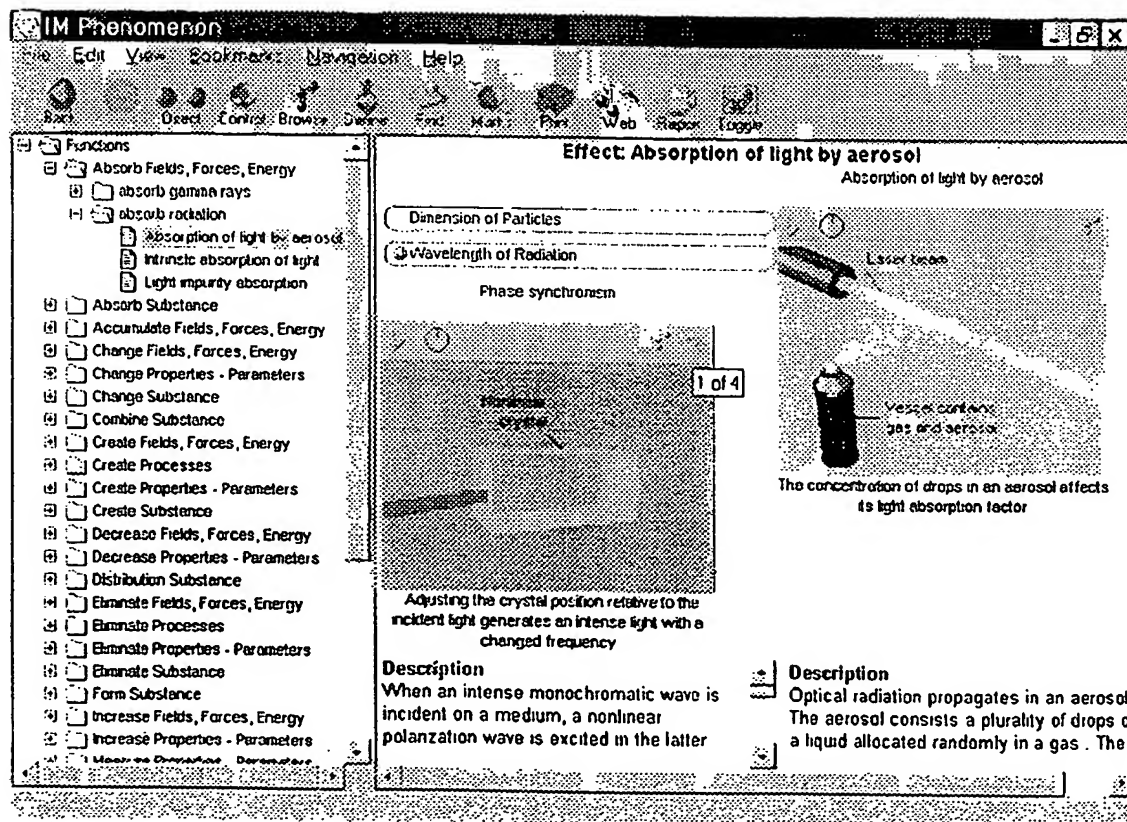 IM Phenomenon
File Edit View Bookmarks Navigation Help
Back Direct Control Browse Find Mark Print Web Report Toggle
Functions
Absorb Fields, Forces, Energy
absorb gamma rays
absorb radiation
Absorption of light by aerosol
Intrinsic absorption of light
Light impurity absorption
Absorb Substance
Accumulate Fields, Forces, Energy
Change Fields, Forces, Energy
Change Properties - Parameters
Change Substance
Combine Substance
Create Fields, Forces, Energy
Create Processes
Create Properties - Parameters
Create Substance
Decrease Fields, Forces, Energy
Decrease Properties - Parameters
Distribution Substance
Eliminate Fields, Forces, Energy
Eliminate Processes
Eliminate Properties - Parameters
Eliminate Substance
Form Substance
Increase Fields, Forces, Energy
Increase Properties - Parameters
Effect: Absorption of light by aerosol
Dimension of Particles
Wavelength of Radiation
Phase synchronism
Nonlinear
crystal
1 of 4
Adjusting the crystal position relative to the
incident light generates an intense light with a
changed frequency
Description
When an intense monochromatic wave is
incident on a medium, a nonlinear
polarization wave is excited in the latter
Absorption of light by aerosol
Laser beam
Vessel contains
gas and aerosol
The concentration of drops in an aerosol affects
its light absorption factor
Description
Optical radiation propagates in an aerosol
The aerosol consists a plurality of drops o
a liquid allocated randomly in a gas . The